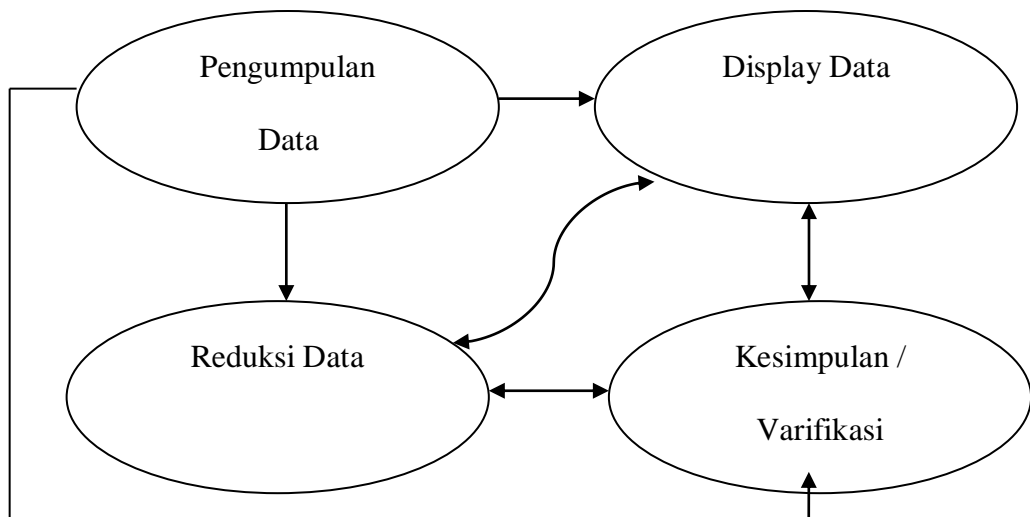 Pengumpulan
Data
Display Data
Reduksi Data
Kesimpulan /
Varifikasi